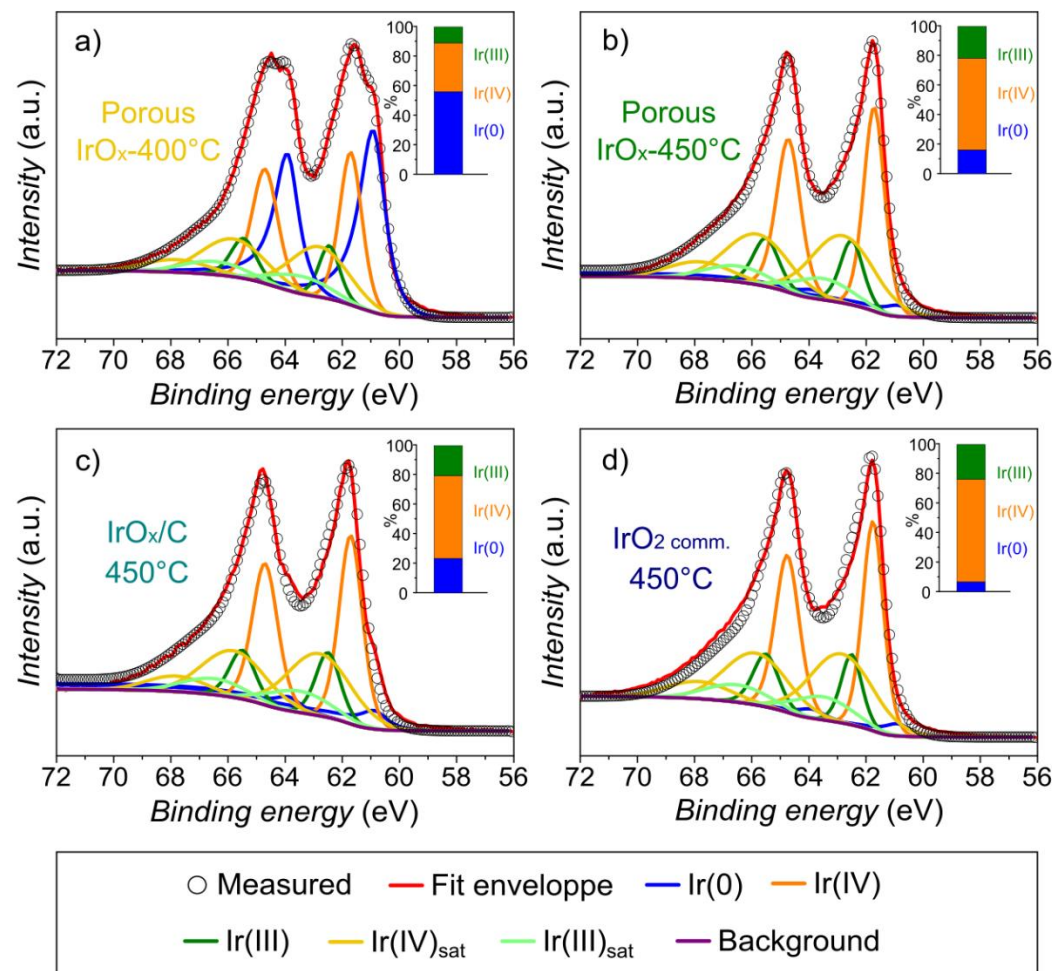 a)
Porous
IrOx-400°C
Intensity (a.u.)
100
80
60
40
20
0
%
Ir(III)
Ir(IV)
Ir(0)
72 70 68 66 64 62 60 58 56
Binding energy (eV)
b)
Porous
IrOx-450°C
Intensity (a.u.)
100
80
60
40
20
0
%
Ir(III)
Ir(IV)
Ir(0)
72 70 68 66 64 62 60 58 56
Binding energy (eV)
c)
IrOx/C
450°C
Intensity (a.u.)
100
80
60
40
20
0
%
Ir(III)
Ir(IV)
Ir(0)
72 70 68 66 64 62 60 58 56
Binding energy (eV)
d)
IrO2 comm.
450°C
Intensity (a.u.)
100
80
60
40
20
0
%
Ir(III)
Ir(IV)
Ir(0)
72 70 68 66 64 62 60 58 56
Binding energy (eV)
Measured Fit enveloppe Ir(0) Ir(IV)
Ir(III) Ir(IV)sat Ir(III)sat Background